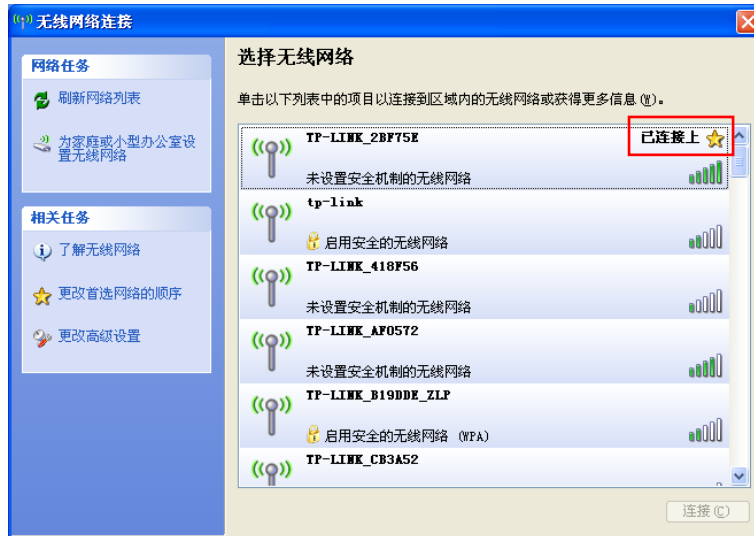 无线网络连接
网络任务
刷新网络列表
为家庭或小型办公室设
置无线网络
相关任务
了解无线网络
更改首选网络的顺序
更改高级设置
选择无线网络
单击以下列表中的项目以连接到区域内的无线网络或获得更多信息(W)。
TP-LINK_2BF75E 已连接上
未设置安全机制的无线网络
tp-link
启用安全的无线网络
TP-LINK_418F56
未设置安全机制的无线网络
TP-LINK_AF0572
未设置安全机制的无线网络
TP-LINK_B19DDE_ZLP
启用安全的无线网络 (WPA)
TP-LINK_CB3A52
连接(C)